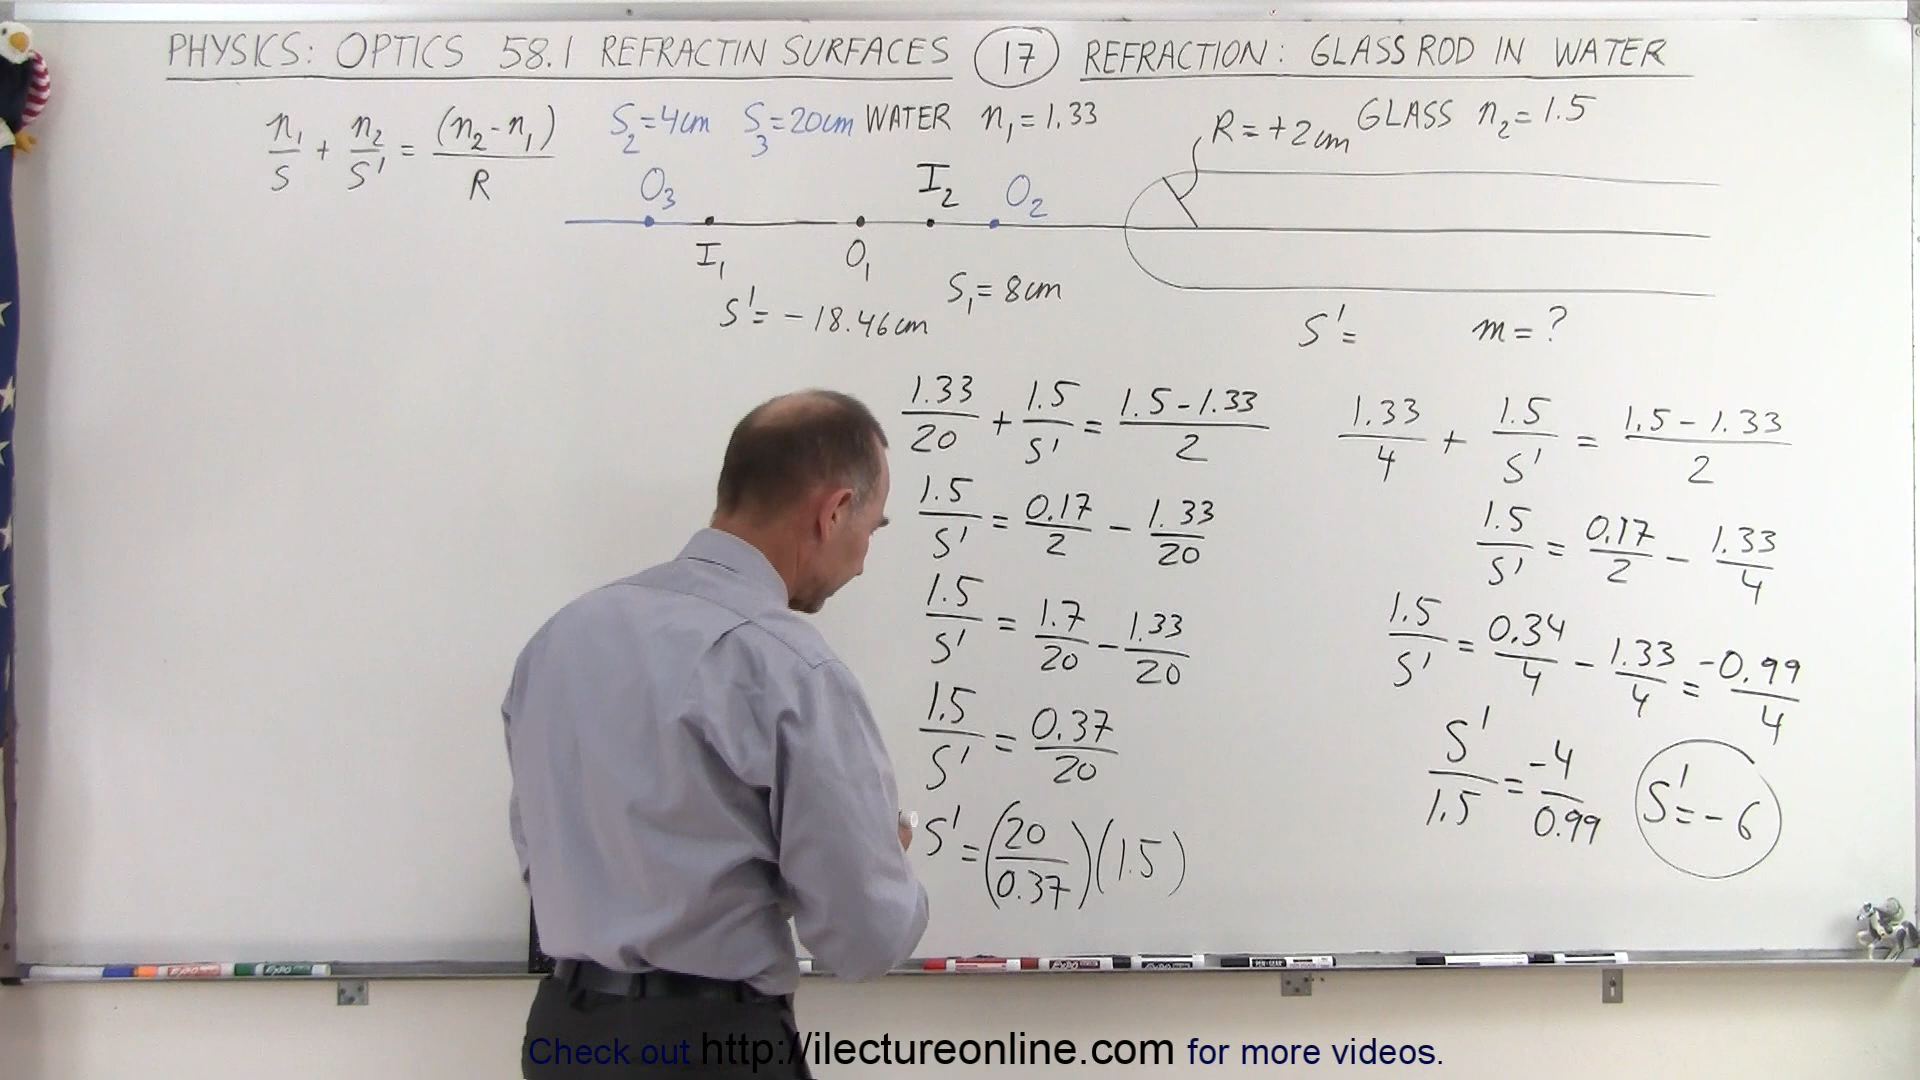 PHYSICS: OPTICS 58.1 REFRACTIN SURFACES 17 REFRACTION: GLASS ROD IN WATER
n₁/S + n₂/S' = (n₂-n₁)/R
S₂=4cm S₃=20cm WATER n₁=1.33
R=+2cm GLASS n₂=1.5
O₃ I₂ O₂
I₁ O₁
S'=-18.46cm S₁=8cm
S'= m=?
1.33/20 + 1.5/S' = 1.5-1.33/2
1.5/S' = 0.17/2 - 1.33/20
1.5/S' = 1.7/20 - 1.33/20
1.5/S' = 0.37/20
S' = (20/0.37)(1.5)
1.33/4 + 1.5/S' = 1.5-1.33/2
1.5/S' = 0.17/2 - 1.33/4
1.5/S' = 0.34/4 - 1.33/4 = -0.99/4
S'/1.5 = -4/0.99 S'=-6
EXPO EXPO
Check out http://ilectureonline.com for more videos.